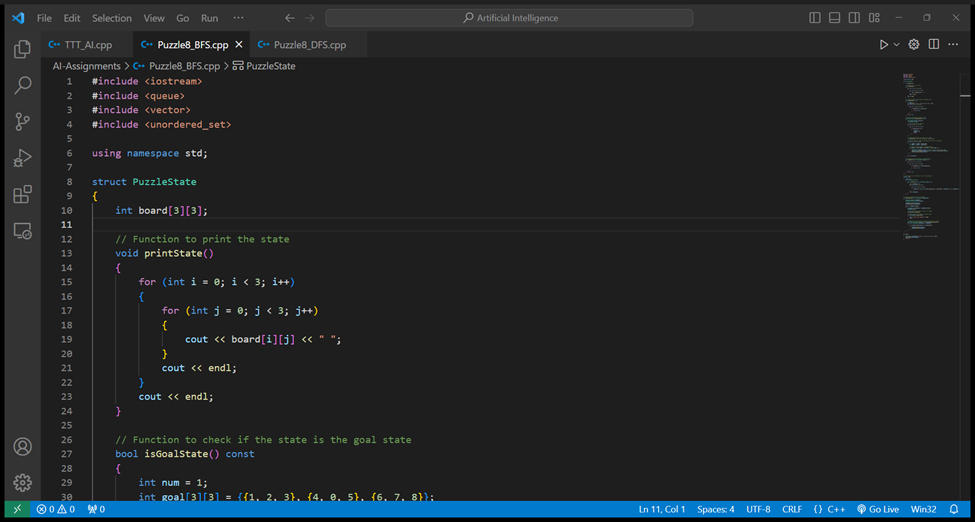 File Edit Selection View Go Run ··· Artificial Intelligence
TTT_AI.cpp Puzzle8_BFS.cpp Puzzle8_DFS.cpp
AI-Assignments > Puzzle8_BFS.cpp > PuzzleState
1 #include <iostream>
2 #include <queue>
3 #include <vector>
4 #include <unordered_set>
5
6 using namespace std;
7
8 struct PuzzleState
9 {
10 int board[3][3];
11
12 // Function to print the state
13 void printState()
14 {
15 for (int i = 0; i < 3; i++)
16 {
17 for (int j = 0; j < 3; j++)
18 {
19 cout << board[i][j] << " ";
20 }
21 cout << endl;
22 }
23 cout << endl;
24 }
25
26 // Function to check if the state is the goal state
27 bool isGoalState() const
28 {
29 int num = 1;
30 int goal[3][3] = {{1, 2, 3}, {4, 0, 5}, {6, 7, 8}};
0 0 0 Ln 11, Col 1 Spaces: 4 UTF-8 CRLF {} C++ Go Live Win32